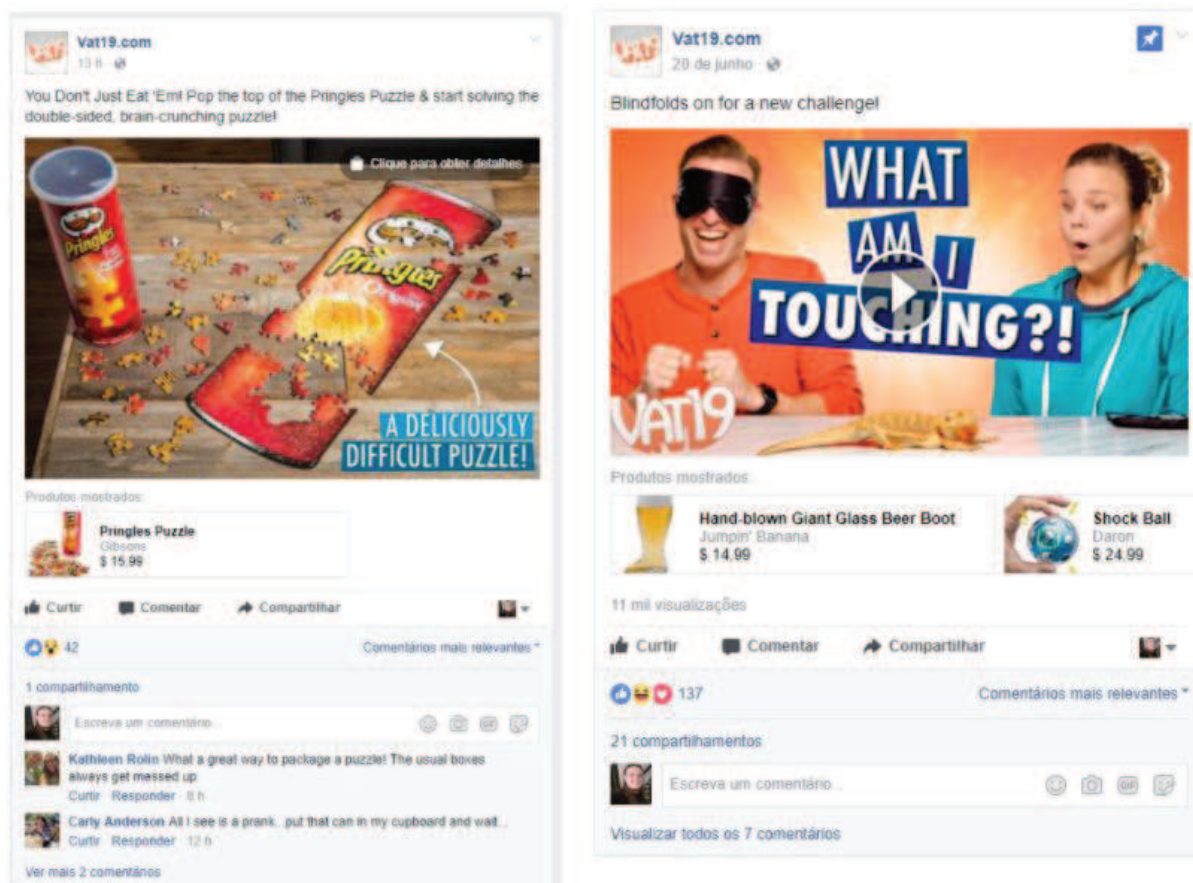 Vat19.com
13 h
You Don't Just Eat 'Em! Pop the top of the Pringles Puzzle & start solving the
double-sided, brain-crunching puzzle!
Clique para obter detalhes
Pringles
Pringles
Original
A DELICIOUSLY
DIFFICULT PUZZLE!
Produtos mostrados:
Pringles Puzzle
Gibsons
$ 15.99
Curtir Comentar Compartilhar
42 Comentários mais relevantes
1 compartilhamento
Escreva um comentário...
GIF
Kathleen Rolin What a great way to package a puzzle! The usual boxes
always get messed up
Curtir Responder 8 h
Carly Anderson All I see is a prank.. put that can in my cupboard and wait...
Curtir Responder 12 h
Ver mais 2 comentários
Vat19.com
20 de junho
Blindfolds on for a new challenge!
WHAT
AM I
TOUCHING?!
VAT19
Produtos mostrados:
Hand-blown Giant Glass Beer Boot
Jumpin' Banana
$ 14.99
Shock Ball
Daron
$ 24.99
11 mil visualizações
Curtir Comentar Compartilhar
137 Comentários mais relevantes
21 compartilhamentos
Escreva um comentário...
GIF
Visualizar todos os 7 comentários